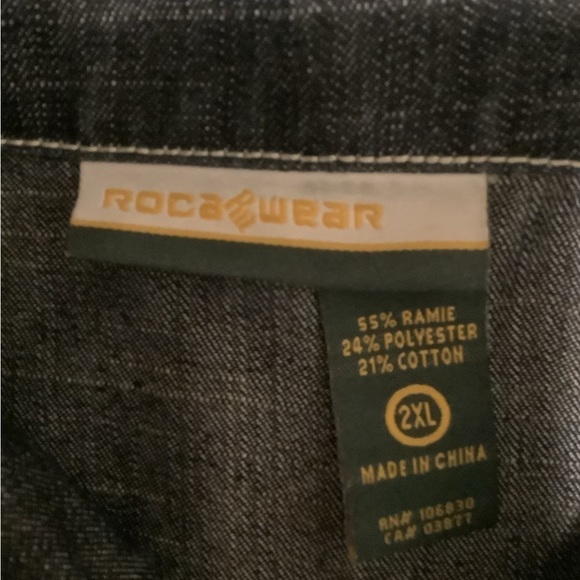 ROCAWEAR
55% RAMIE
24% POLYESTER
21% COTTON
2XL
MADE IN CHINA
RN# 106830
CA# 03877